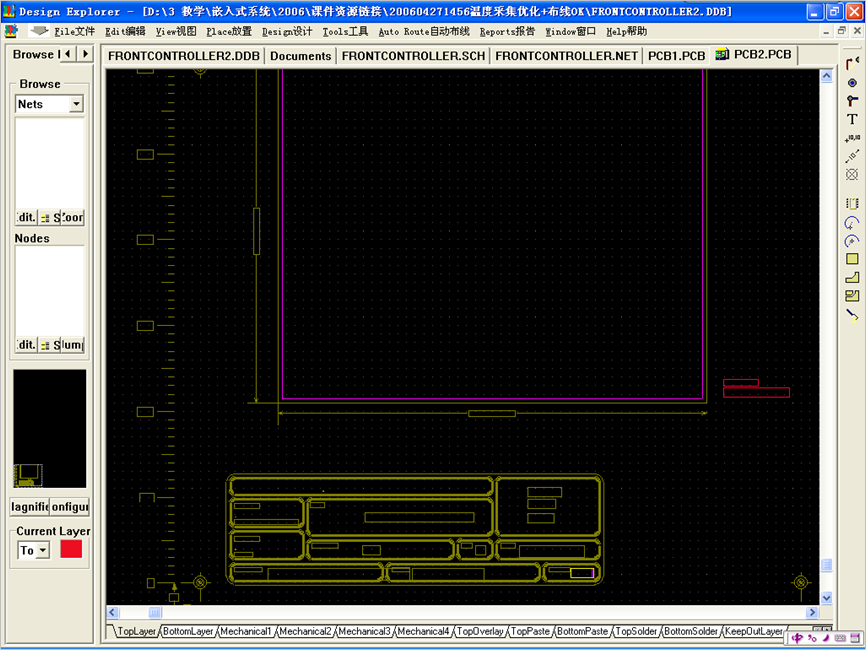 Design Explorer - [D:\3 教学\嵌入式系统\2006\课件资源链接\200604271456温度采集优化+布线OK\FRONTCONTROLLER2.DDB]
File文件 Edit编辑 View视图 Place放置 Design设计 Tools工具 Auto Route自动布线 Reports报告 Window窗口 Help帮助
Browse
FRONTCONTROLLER2.DDB Documents FRONTCONTROLLER.SCH FRONTCONTROLLER.NET PCB1.PCB PCB2.PCB
Browse
Nets
T
+10,10
dit.
Nodes
dit.
lagnifi onfigu
Current Layer
To
TopLayer BottomLayer Mechanical1 Mechanical2 Mechanical3 Mechanical4 TopOverlay TopPaste BottomPaste TopSolder BottomSolder KeepOutLayer
中